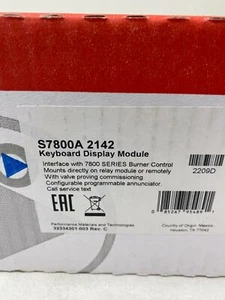 S7800A 2142
Keyboard Display Module
Interface with 7800 SERIES Burner Control
Mounts directly on relay module or remotely
With valve proving commissioning
Configurable programmable annunciator.
Call service text
2209D
EAC
Performance Materials and Technologies
Country of Origin: Mexico
Houston, TX 77042